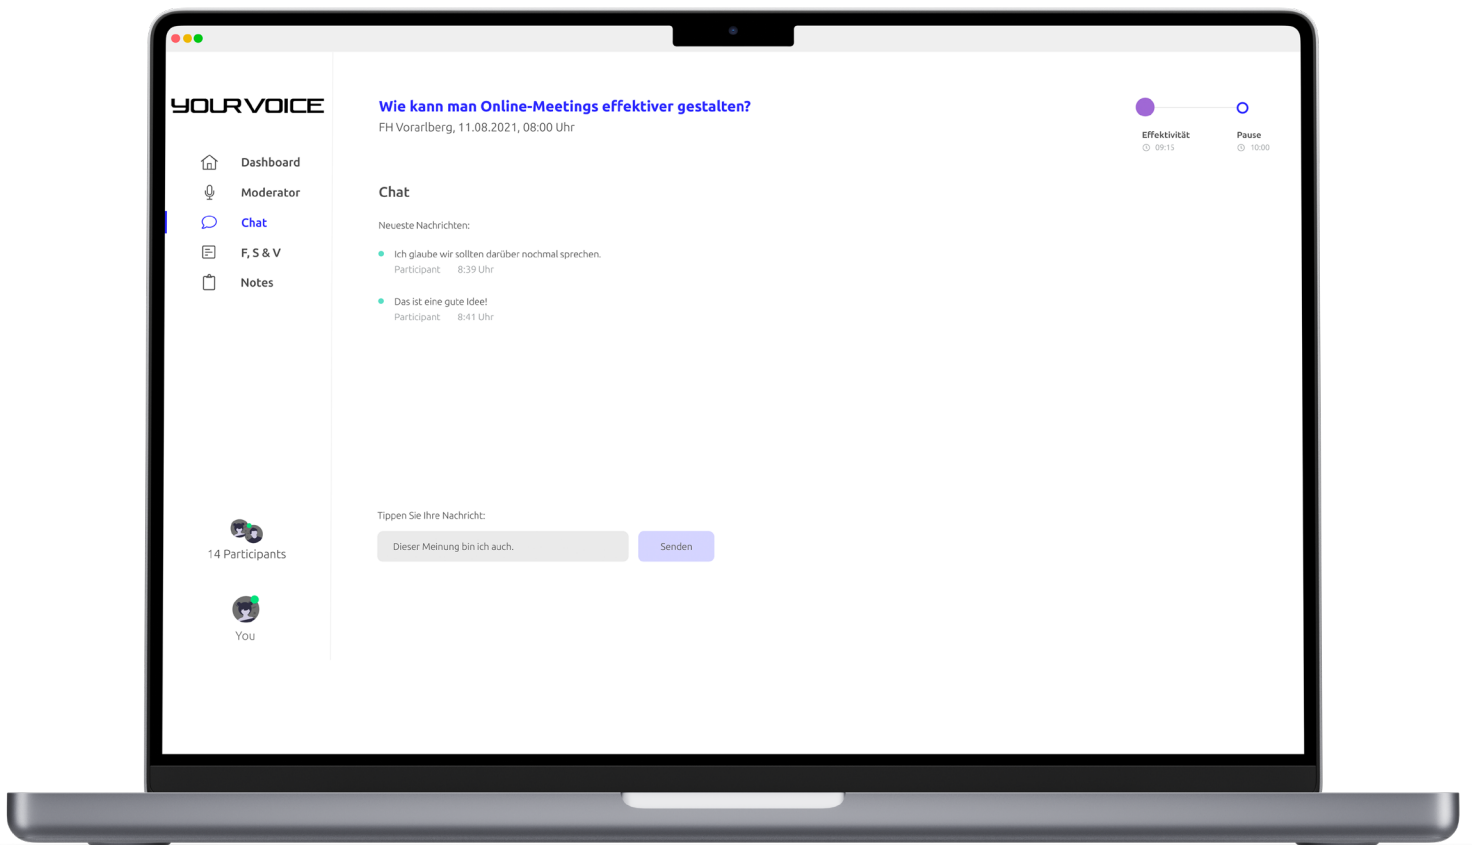 YOURVOICE
Dashboard
Moderator
Chat
F, S & V
Notes
14 Participants
You
Wie kann man Online-Meetings effektiver gestalten?
FH Vorarlberg, 11.08.2021, 08:00 Uhr
Effektivität
09:15
Pause
10:00
Chat
Neueste Nachrichten:
Ich glaube wir sollten darüber nochmal sprechen.
Participant 8:39 Uhr
Das ist eine gute Idee!
Participant 8:41 Uhr
Tippen Sie Ihre Nachricht:
Dieser Meinung bin ich auch.
Senden